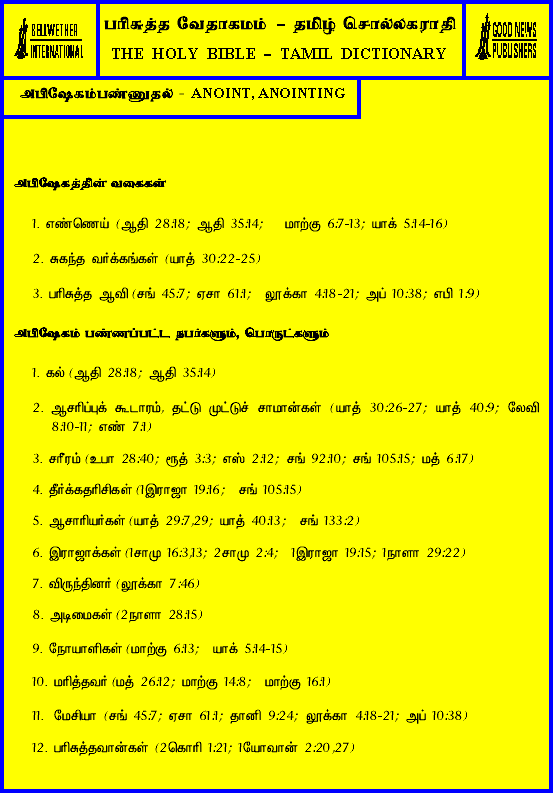 BELLWETHER
INTERNATIONAL
பரிசுத்த வேதாகமம் – தமிழ் சொல்லகராதி
THE HOLY BIBLE – TAMIL DICTIONARY
GOOD NEWS
PUBLISHERS
அபிஷேகம்பண்ணுதல் - ANOINT, ANOINTING
அபிஷேகத்தின் வகைகள்
1. எண்ணெய் (ஆதி 28:18; ஆதி 35:14; மாற்கு 6:7-13; யாக் 5:14-16)
2. சுகந்த வர்க்கங்கள் (யாத் 30:22-25)
3. பரிசுத்த ஆவி (சங் 45:7; ஏசா 61:1; லூக்கா 4:18-21; அப் 10:38; எபி 1:9)
அபிஷேகம் பண்ணப்பட்ட நபர்களும், பொருட்களும்
1. கல் (ஆதி 28:18; ஆதி 35:14)
2. ஆசரிப்புக் கூடாரம், தட்டு முட்டுச் சாமான்கள் (யாத் 30:26-27; யாத் 40:9; லேவி
8:10-11; எண் 7:1)
3. சரீரம் (உபா 28:40; ரூத் 3:3; எஸ் 2:12; சங் 92:10; சங் 105:15; மத் 6:17)
4. தீர்க்கதரிசிகள் (1இராஜா 19:16; சங் 105:15)
5. ஆசாரியர்கள் (யாத் 29:7,29; யாத் 40:13; சங் 133:2)
6. இராஜாக்கள் (1சாமு 16:3,13; 2சாமு 2:4; 1இராஜா 19:15; 1நாளா 29:22)
7. விருந்தினர் (லூக்கா 7:46)
8. அடிமைகள் (2நாளா 28:15)
9. நோயாளிகள் (மாற்கு 6:13; யாக் 5:14-15)
10. மரித்தவர் (மத் 26:12; மாற்கு 14:8; மாற்கு 16:1)
11. மேசியா (சங் 45:7; ஏசா 61:1; தானி 9:24; லூக்கா 4:18-21; அப் 10:38)
12. பரிசுத்தவான்கள் (2கொரி 1:21; 1யோவான் 2:20,27)